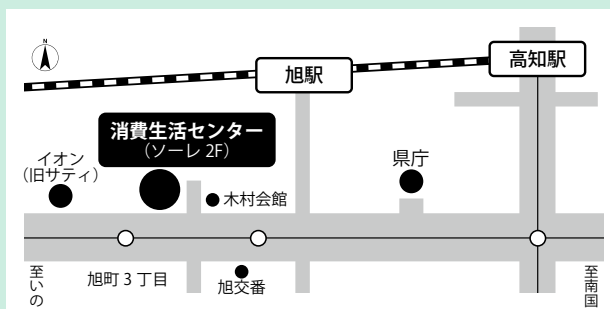 N
高知駅
旭駅
消費生活センター
（ソーレ 2F）
イオン
（旧サティ）
県庁
木村会館
至いの
旭町 3 丁目
旭交番
至南国